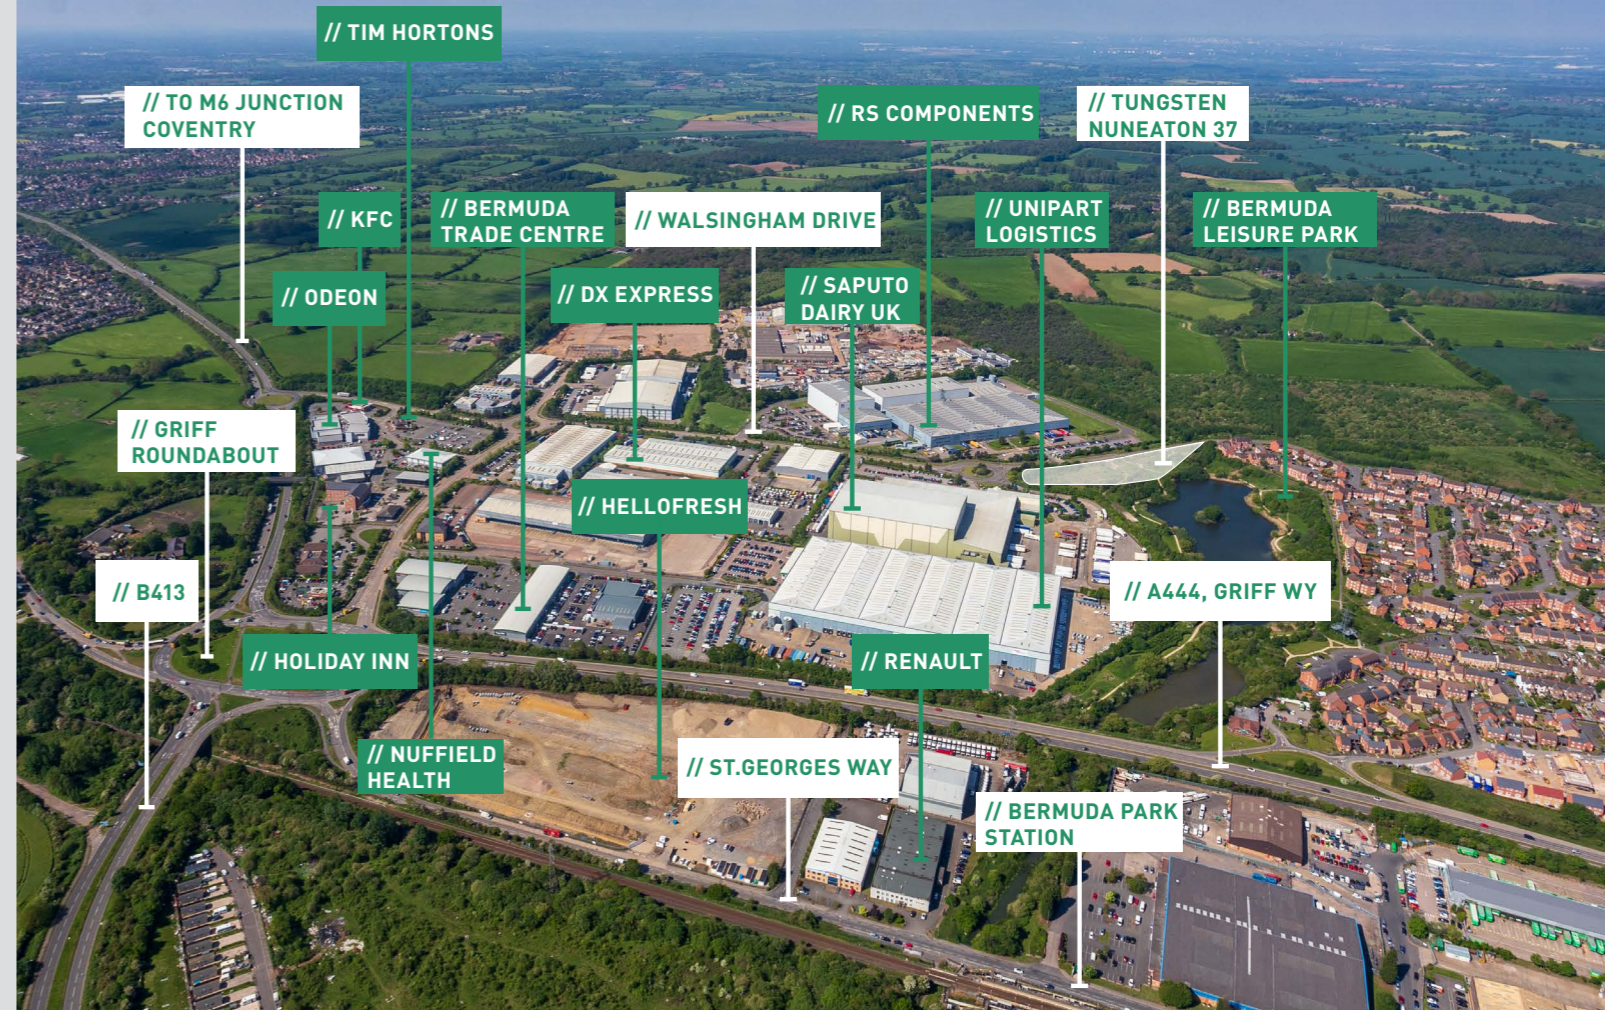 // TIM HORTONS
// TO M6 JUNCTION
COVENTRY
// RS COMPONENTS
// TUNGSTEN
NUNEATON 37
// KFC
// BERMUDA
TRADE CENTRE
// WALSINGHAM DRIVE
// UNIPART
LOGISTICS
// BERMUDA
LEISURE PARK
// ODEON
// DX EXPRESS
// SAPUTO
DAIRY UK
// GRIFF
ROUNDABOUT
// HELLOFRESH
// B413
// A444, GRIFF WY
// HOLIDAY INN
// RENAULT
// NUFFIELD
HEALTH
// ST.GEORGES WAY
// BERMUDA PARK
STATION